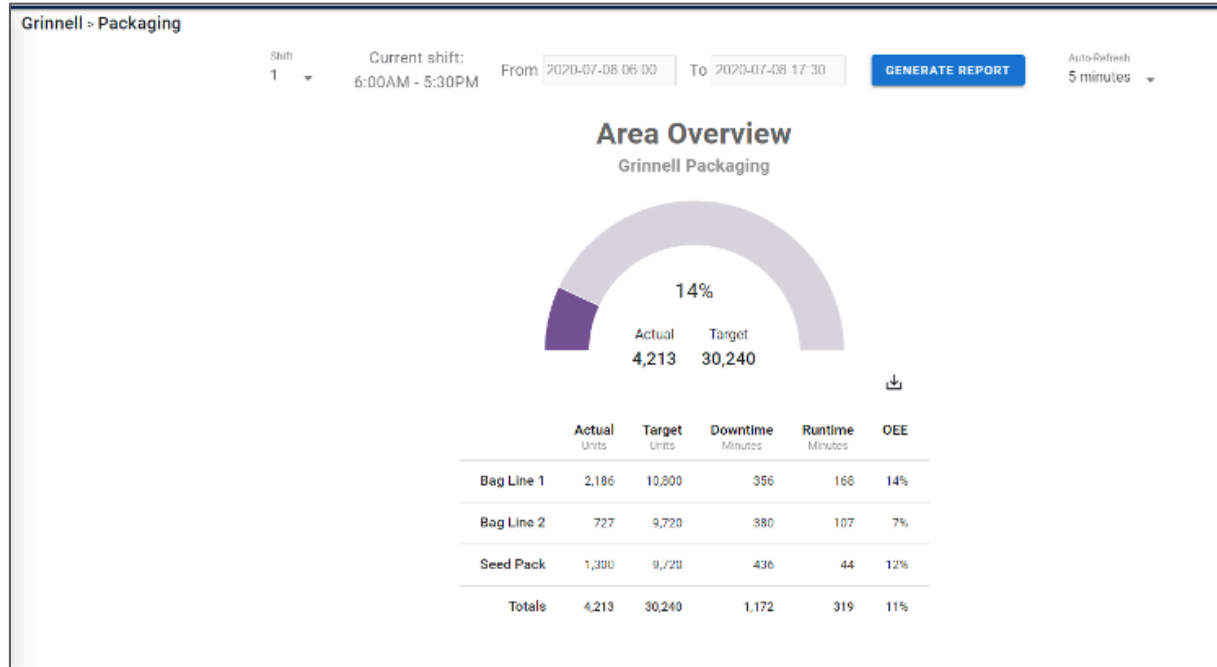 Grinnell > Packaging
Shift
1
Current shift:
6:00AM - 5:30PM
From 2020-07-08 06:00 To 2020-07-08 17:30
GENERATE REPORT
Auto-Refresh
5 minutes
Area Overview
Grinnell Packaging
14%
Actual Target
4,213 30,240
Actual Target Downtime Runtime OEE
Units Units Minutes Minutes
Bag Line 1 2,186 10,800 356 168 14%
Bag Line 2 727 9,720 380 107 7%
Seed Pack 1,300 9,720 436 44 12%
Totals 4,213 30,240 1,172 319 11%